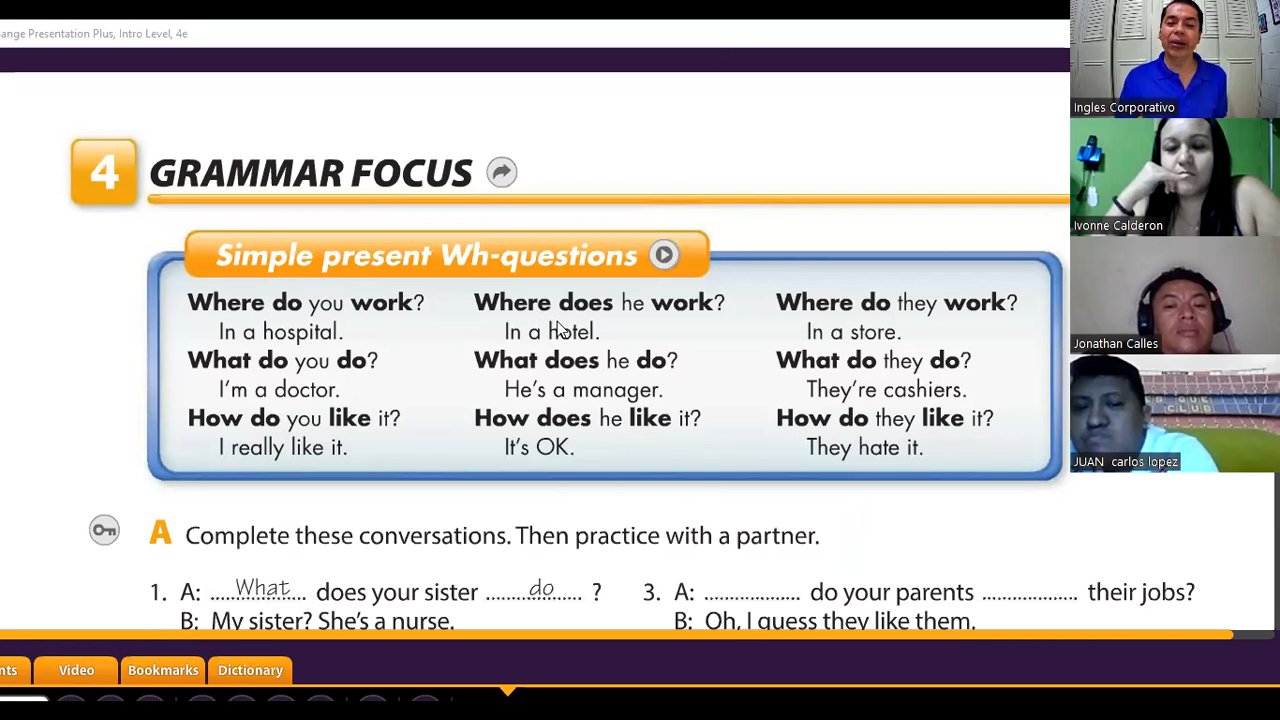 ange Presentation Plus, Intro Level, 4e
4 GRAMMAR FOCUS
Simple present Wh-questions
Where do you work? Where does he work? Where do they work?
In a hospital. In a hotel. In a store.
What do you do? What does he do? What do they do?
I'm a doctor. He's a manager. They're cashiers.
How do you like it? How does he like it? How do they like it?
I really like it. It's OK. They hate it.
A Complete these conversations. Then practice with a partner.
1. A: What does your sister do ?
B: My sister? She's a nurse.
3. A: .................. do your parents .................. their jobs?
B: Oh, I guess they like them.
nts Video Bookmarks Dictionary
Ingles Corporativo
Ivonne Calderon
Jonathan Calles
JUAN carlos lopez